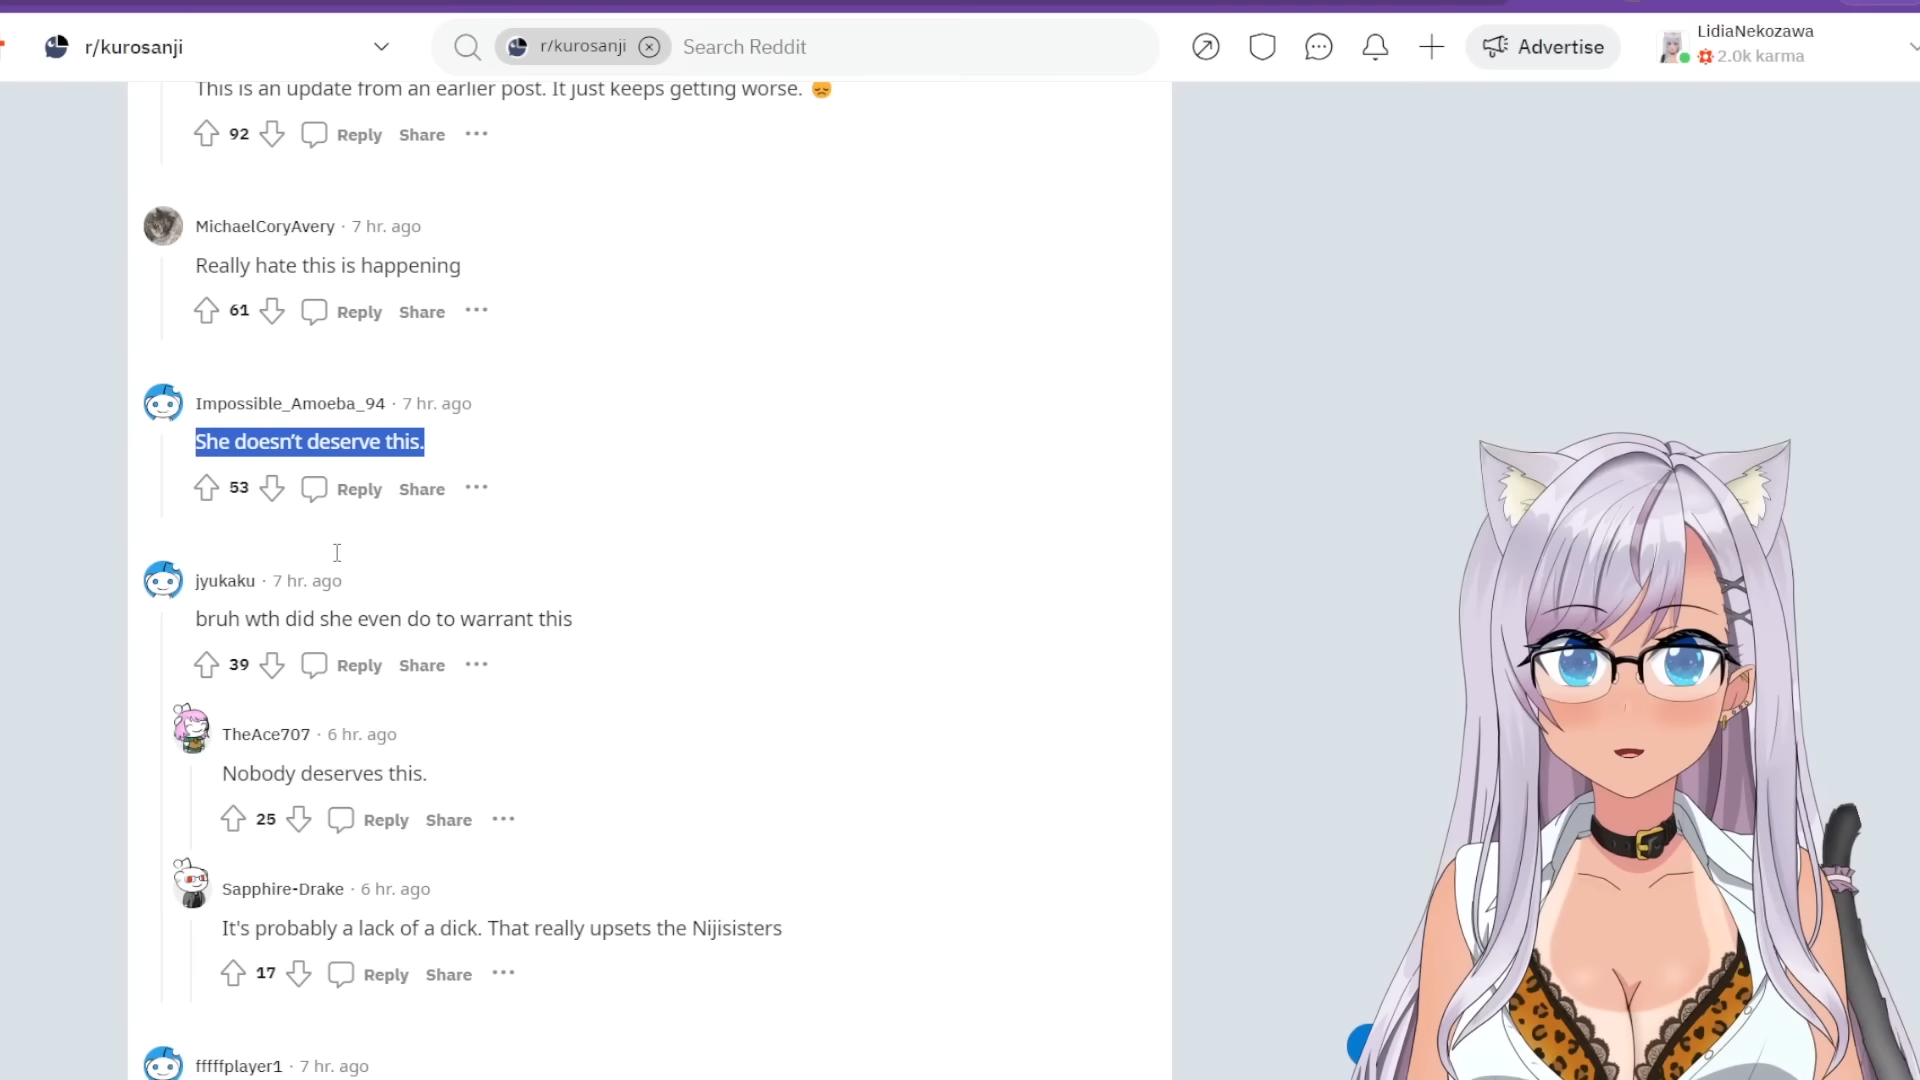 r/kurosanji
r/kurosanji
Search Reddit
Advertise
LidiaNekozawa
2.0k karma
This is an update from an earlier post. It just keeps getting worse. 😞
92
Reply
Share
MichaelCoryAvery · 7 hr. ago
Really hate this is happening
61
Reply
Share
Impossible_Amoeba_94 · 7 hr. ago
She doesn't deserve this.
53
Reply
Share
jyukaku · 7 hr. ago
bruh wth did she even do to warrant this
39
Reply
Share
TheAce707 · 6 hr. ago
Nobody deserves this.
25
Reply
Share
Sapphire-Drake · 6 hr. ago
It's probably a lack of a dick. That really upsets the Nijisisters
17
Reply
Share
fffffplayer1 · 7 hr. ago